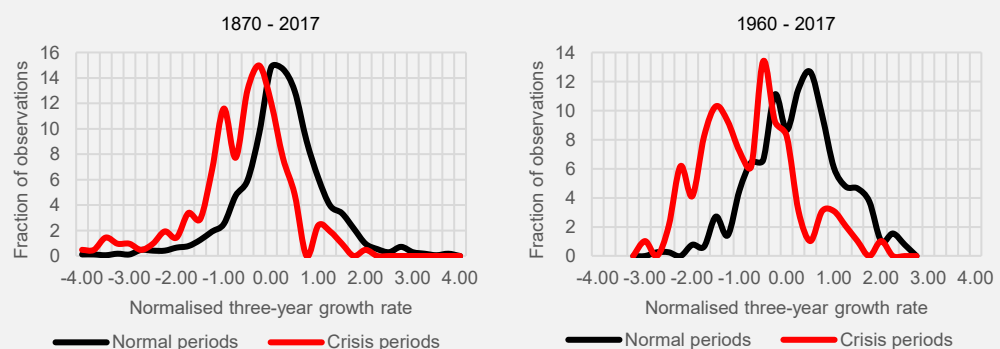 1870 - 2017
Fraction of observations
16
14
12
10
8
6
4
2
0
-4.00 -3.00 -2.00 -1.00 0.00 1.00 2.00 3.00 4.00
Normalised three-year growth rate
Normal periods Crisis periods
1960 - 2017
Fraction of observations
14
12
10
8
6
4
2
0
-4.00 -3.00 -2.00 -1.00 0.00 1.00 2.00 3.00 4.00
Normalised three-year growth rate
Normal periods Crisis periods